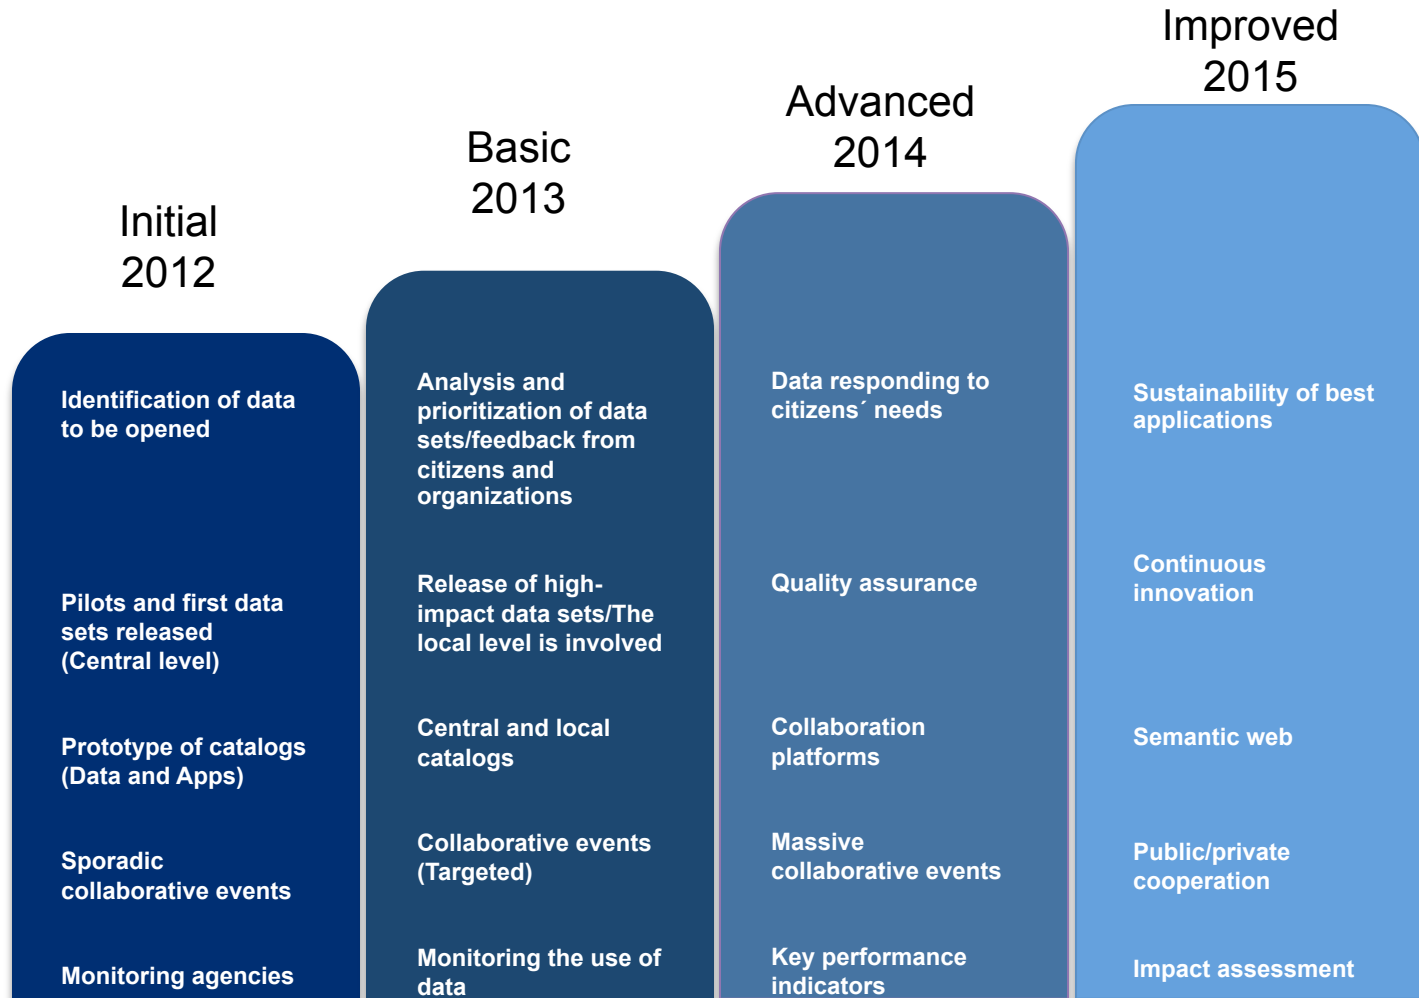 Initial
2012
Identification of data
to be opened
Pilots and first data
sets released
(Central level)
Prototype of catalogs
(Data and Apps)
Sporadic
collaborative events
Monitoring agencies
Basic
2013
Analysis and
prioritization of data
sets/feedback from
citizens and
organizations
Release of high-
impact data sets/The
local level is involved
Central and local
catalogs
Collaborative events
(Targeted)
Monitoring the use of
data
Advanced
2014
Data responding to
citizens´ needs
Quality assurance
Collaboration
platforms
Massive
collaborative events
Key performance
indicators
Improved
2015
Sustainability of best
applications
Continuous
innovation
Semantic web
Public/private
cooperation
Impact assessment